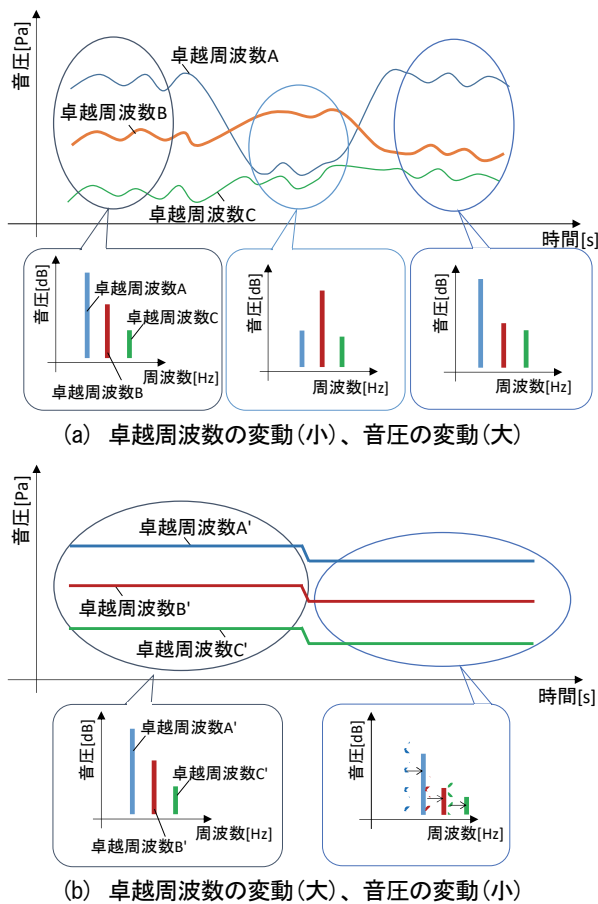 音圧[Pa]
卓越周波数A
卓越周波数B
卓越周波数C
時間[s]
音圧[dB]
卓越周波数A
卓越周波数C
卓越周波数B
周波数[Hz]
音圧[dB]
周波数[Hz]
音圧[dB]
周波数[Hz]
(a) 卓越周波数の変動(小)、音圧の変動(大)
音圧[Pa]
卓越周波数A'
卓越周波数B'
卓越周波数C'
時間[s]
音圧[dB]
卓越周波数A'
卓越周波数C'
卓越周波数B'
周波数[Hz]
音圧[dB]
周波数[Hz]
(b) 卓越周波数の変動(大)、音圧の変動(小)